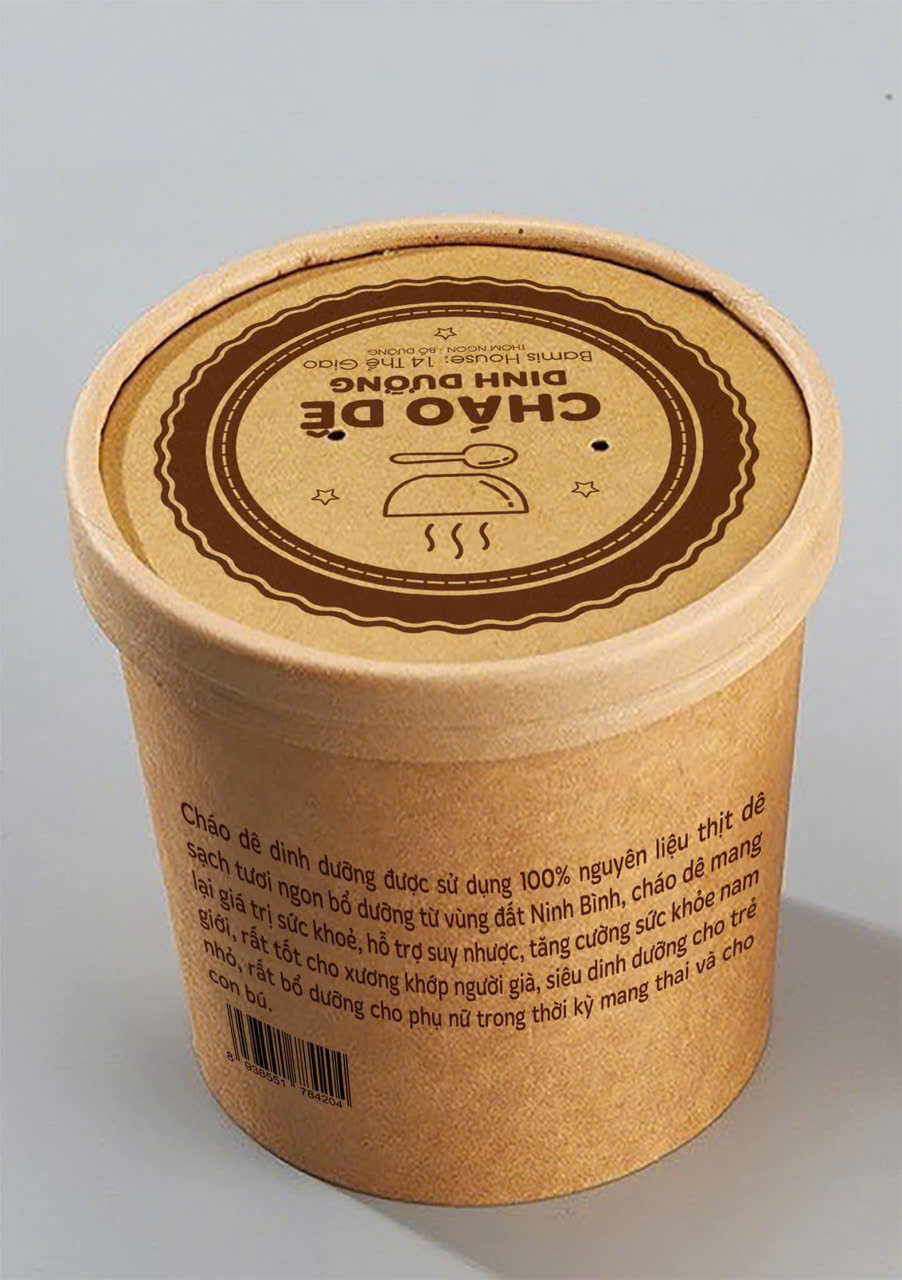 CHÁO DÊ
DINH DƯỠNG
Bamis House: 14 Thể Giao
THƠM NGON - BỔ DƯỠNG
Cháo dê dinh dưỡng được sử dụng 100% nguyên liệu thịt dê
sạch tươi ngon bổ dưỡng từ vùng đất Ninh Bình, cháo dê mang
lại giá trị sức khoẻ, hỗ trợ suy nhược, tăng cường sức khỏe nam
giới, rất tốt cho xương khớp người già, siêu dinh dưỡng cho trẻ
nhỏ, rất bổ dưỡng cho phụ nữ trong thời kỳ mang thai và cho
con bú.
8 938551 784204